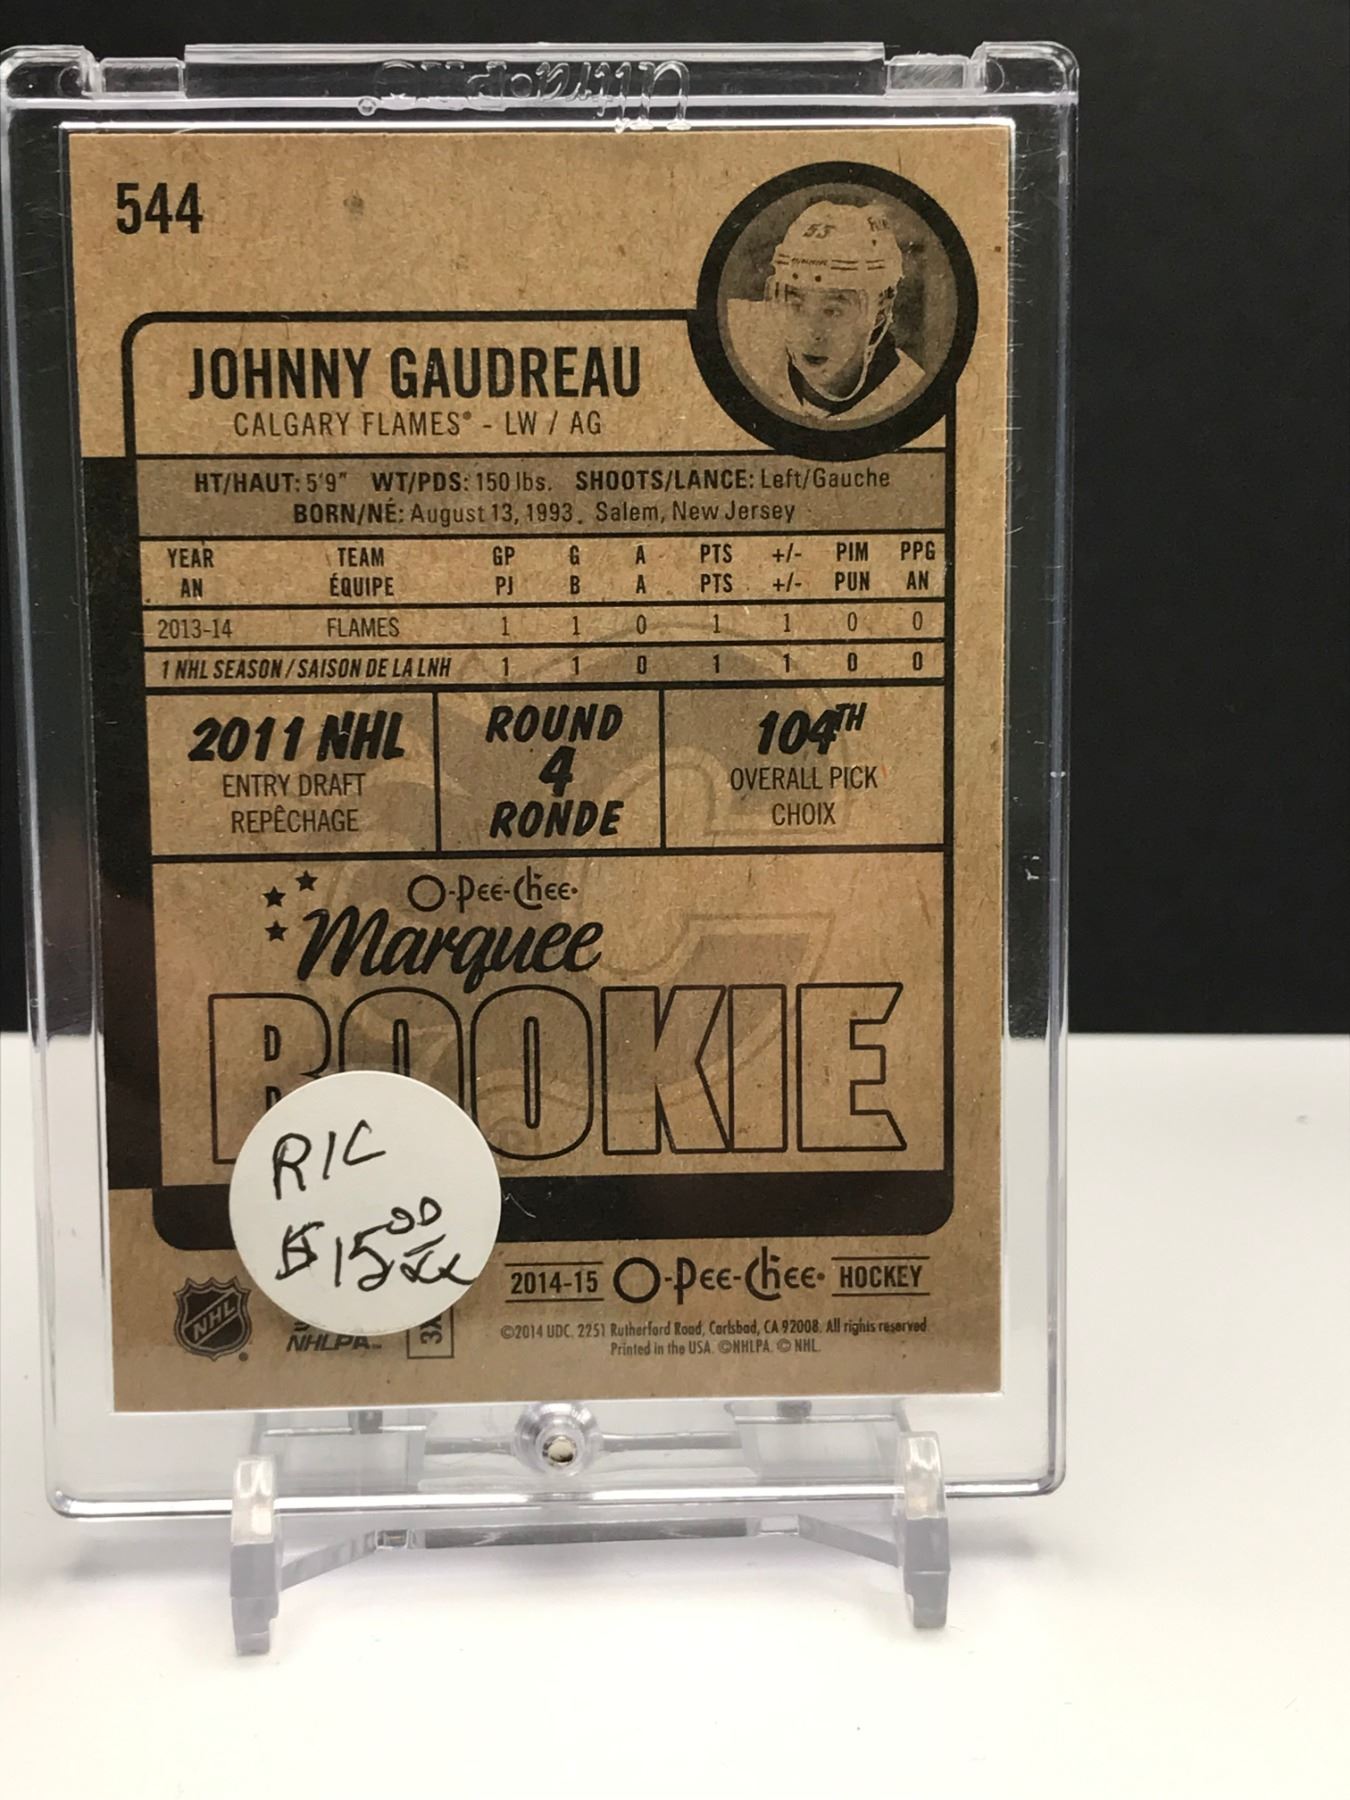 ultra·PRO
544
JOHNNY GAUDREAU
CALGARY FLAMES® - LW / AG
HT/HAUT: 5'9" WT/PDS: 150 lbs. SHOOTS/LANCE: Left/Gauche
BORN/NÉ: August 13, 1993, Salem, New Jersey
YEAR TEAM GP G A PTS +/- PIM PPG
AN ÉQUIPE PJ B A PTS +/- PUN AN
2013-14 FLAMES 1 1 0 1 1 0 0
1 NHL SEASON / SAISON DE LA LNH 1 1 0 1 1 0 0
2011 NHL
ENTRY DRAFT
REPÊCHAGE
ROUND
4
RONDE
104TH
OVERALL PICK
CHOIX
O-Pee-Chee
Marquee
ROOKIE
R/C
$15.00
2014-15 O-Pee-Chee HOCKEY
NHL
NHLPA
©2014 UDC. 2251 Rutherford Road, Carlsbad, CA 92008. All rights reserved
Printed in the USA. ©NHLPA. © NHL.